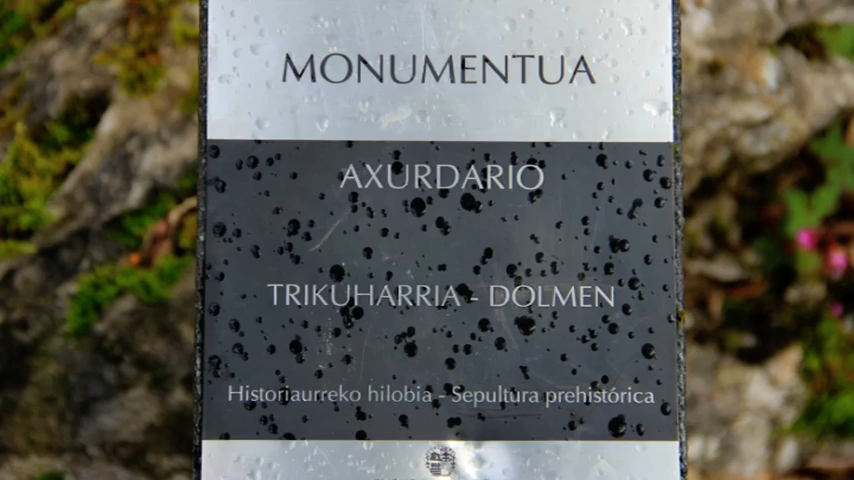 MONUMENTUA
AXURDARIO
TRIKUHARRIA - DOLMEN
Historiaurreko hilobia - Sepultura prehistórica